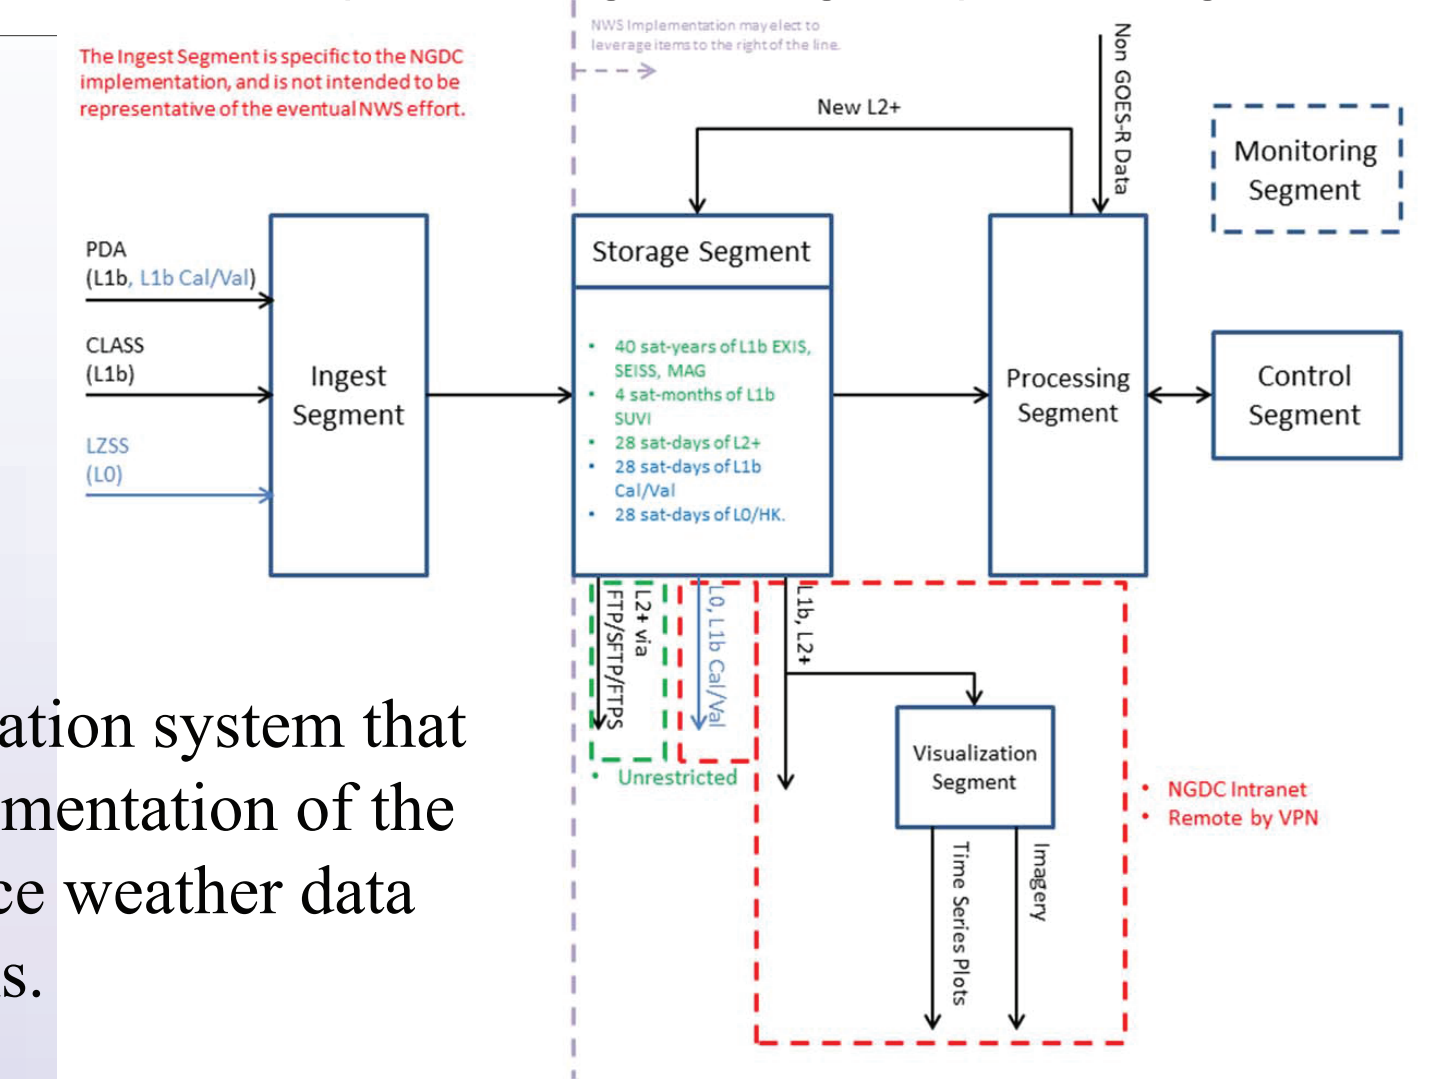 NWS Implementation may elect to
leverage items to the right of the line.
The Ingest Segment is specific to the NGDC
implementation, and is not intended to be
representative of the eventual NWS effort.
New L2+
Non GOES-R Data
Monitoring
Segment
PDA
(L1b, L1b Cal/Val)
CLASS
(L1b)
LZSS
(L0)
Ingest
Segment
Storage Segment
• 40 sat-years of L1b EXIS,
SEISS, MAG
• 4 sat-months of L1b
SUVI
• 28 sat-days of L2+
• 28 sat-days of L1b
Cal/Val
• 28 sat-days of L0/HK.
Processing
Segment
Control
Segment
L2+ via
FTP/SFTP/FTPS
L0, L1b Cal/Val
L1b, L2+
• Unrestricted
Visualization
Segment
• NGDC Intranet
• Remote by VPN
Time Series Plots
Imagery
ation system that
mentation of the
ce weather data
s.